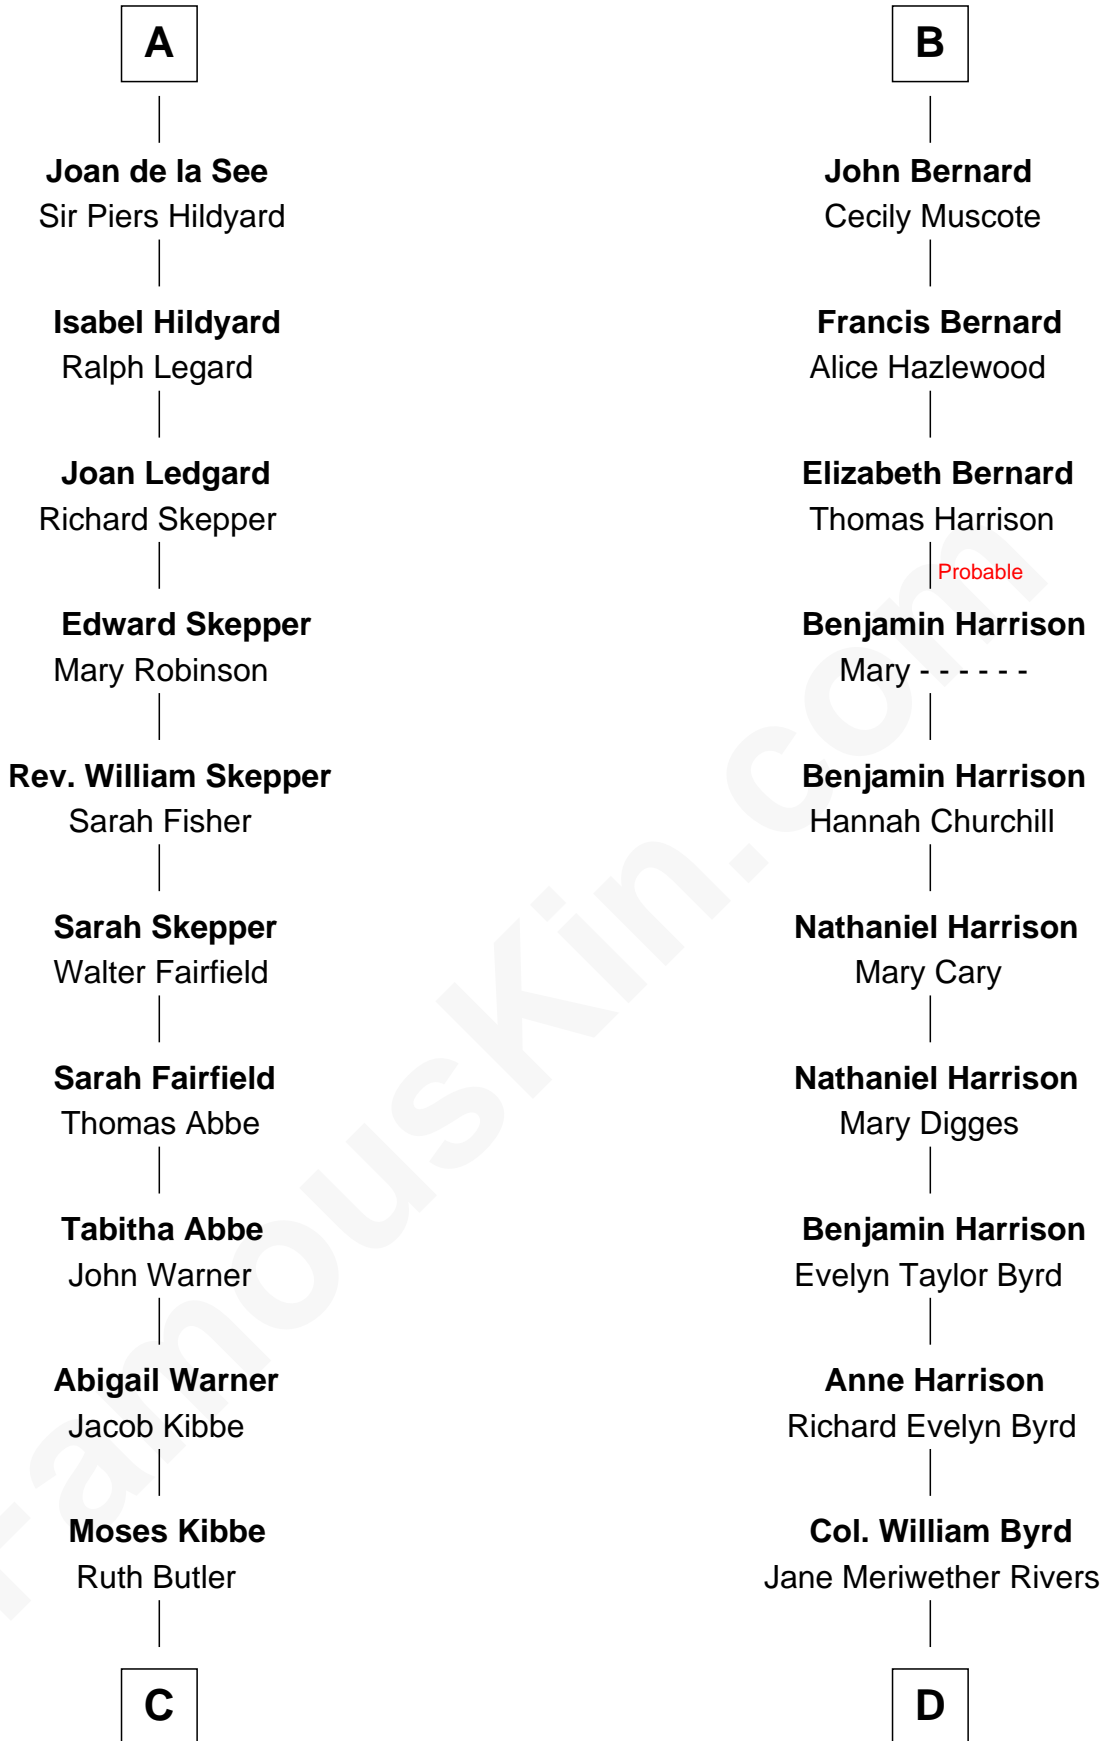 A
Joan de la See
Sir Piers Hildyard
Isabel Hildyard
Ralph Legard
Joan Ledgard
Richard Skepper
Edward Skepper
Mary Robinson
Rev. William Skepper
Sarah Fisher
Sarah Skepper
Walter Fairfield
Sarah Fairfield
Thomas Abbe
Tabitha Abbe
John Warner
Abigail Warner
Jacob Kibbe
Moses Kibbe
Ruth Butler
C
B
John Bernard
Cecily Muscote
Francis Bernard
Alice Hazlewood
Elizabeth Bernard
Thomas Harrison
Probable
Benjamin Harrison
Mary - - - - - -
Benjamin Harrison
Hannah Churchill
Nathaniel Harrison
Mary Cary
Nathaniel Harrison
Mary Digges
Benjamin Harrison
Evelyn Taylor Byrd
Anne Harrison
Richard Evelyn Byrd
Col. William Byrd
Jane Meriwether Rivers
D
FamousKin.com